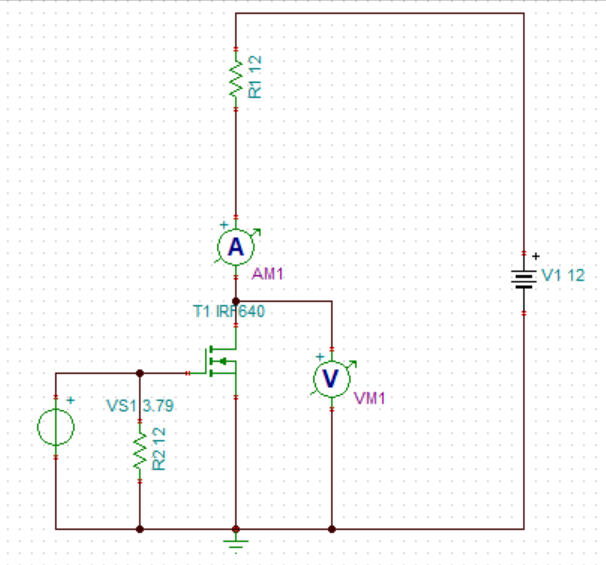 R1 12
+
A
AM1
+
V1 12
T1 IRF640
+
V
VM1
+
VS1 3.79
R2 12